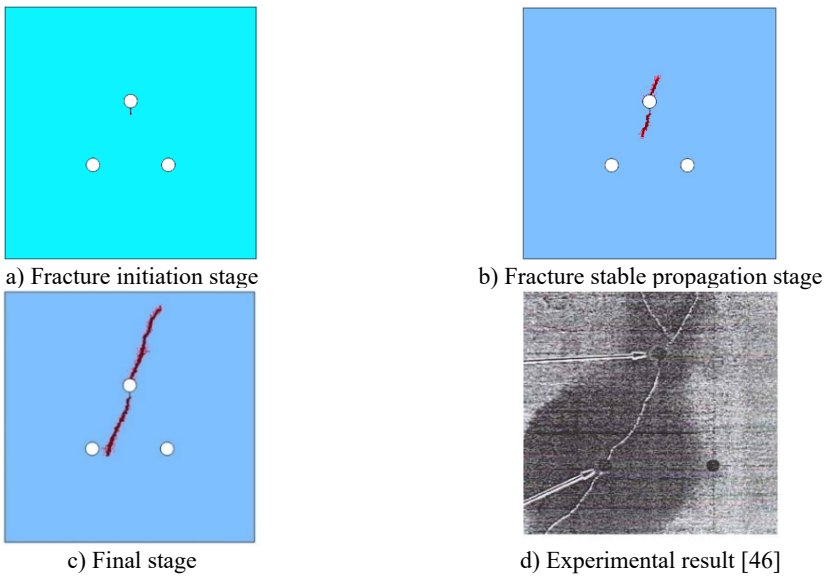 a) Fracture initiation stage
b) Fracture stable propagation stage
c) Final stage
d) Experimental result [46]